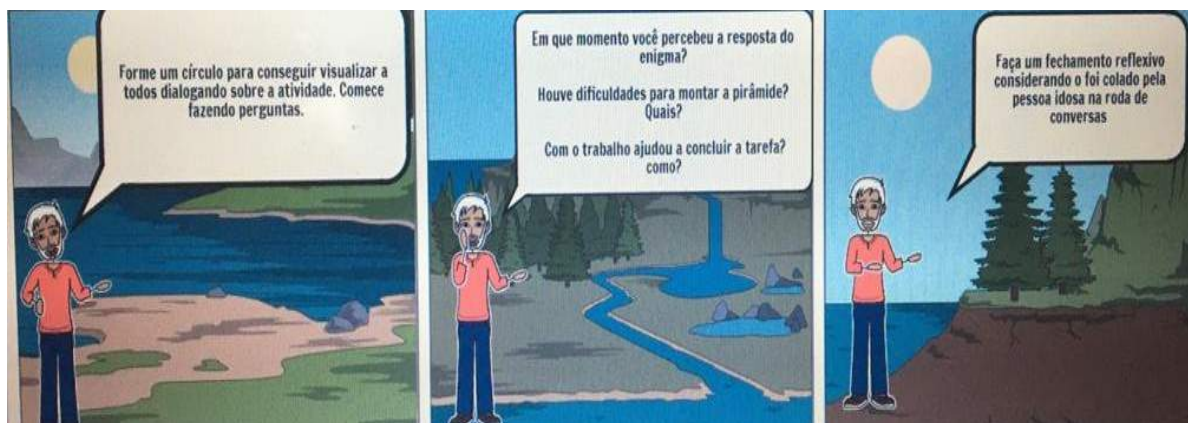 Forme um círculo para conseguir visualizar a
todos dialogando sobre a atividade. Comece
fazendo perguntas.
Em que momento você percebeu a resposta do
enigma?
Houve dificuldades para montar a pirâmide?
Quais?
Com o trabalho ajudou a concluir a tarefa?
como?
Faça um fechamento reflexivo
considerando o foi colado pela
pessoa idosa na roda de
conversas